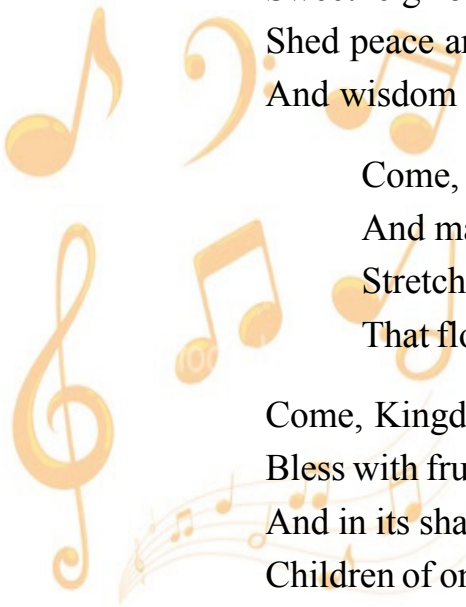 Shed peace an
And wisdom
Come,
And ma
Stretch
That flo
Come, Kingd
Bless with fru
And in its sha
Children of or